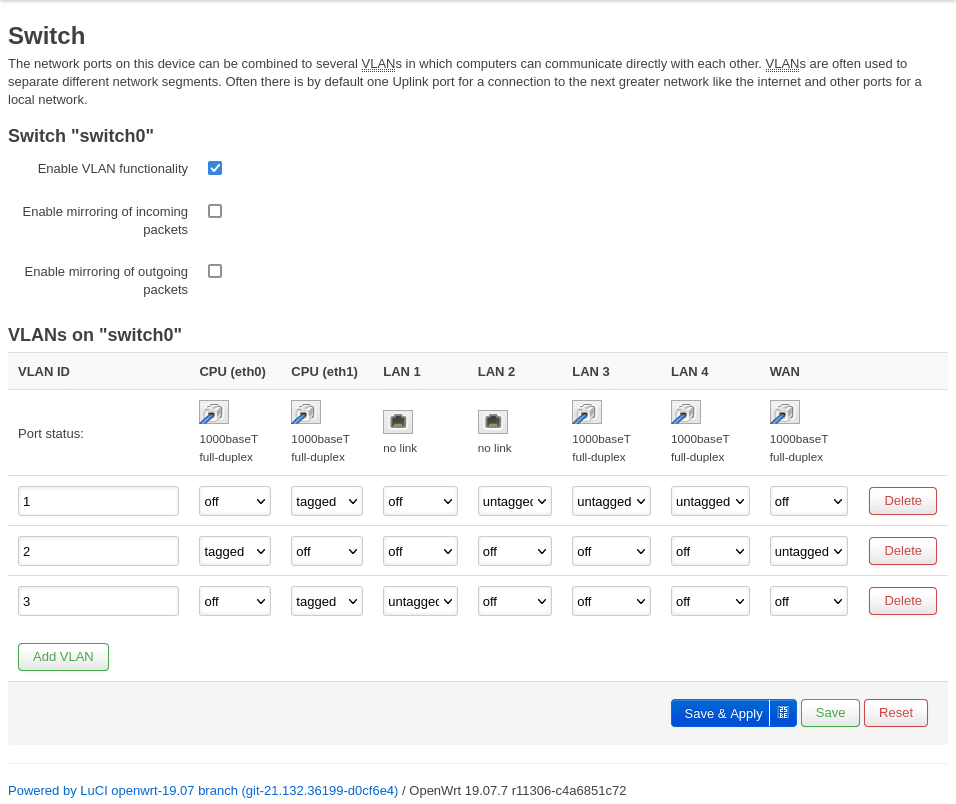 Switch
The network ports on this device can be combined to several VLANs in which computers can communicate directly with each other. VLANs are often used to
separate different network segments. Often there is by default one Uplink port for a connection to the next greater network like the internet and other ports for a
local network.
Switch "switch0"
Enable VLAN functionality
Enable mirroring of incoming
packets
Enable mirroring of outgoing
packets
VLANs on "switch0"
VLAN ID CPU (eth0) CPU (eth1) LAN 1 LAN 2 LAN 3 LAN 4 WAN
Port status: 1000baseT 1000baseT no link no link 1000baseT 1000baseT 1000baseT
full-duplex full-duplex full-duplex full-duplex full-duplex
1 off tagged off untagged untagged untagged off Delete
2 tagged off off off off off untagged Delete
3 off tagged untagged off off off off Delete
Add VLAN
Save & Apply Save Reset
Powered by LuCI openwrt-19.07 branch (git-21.132.36199-d0cf6e4) / OpenWrt 19.07.7 r11306-c4a6851c72